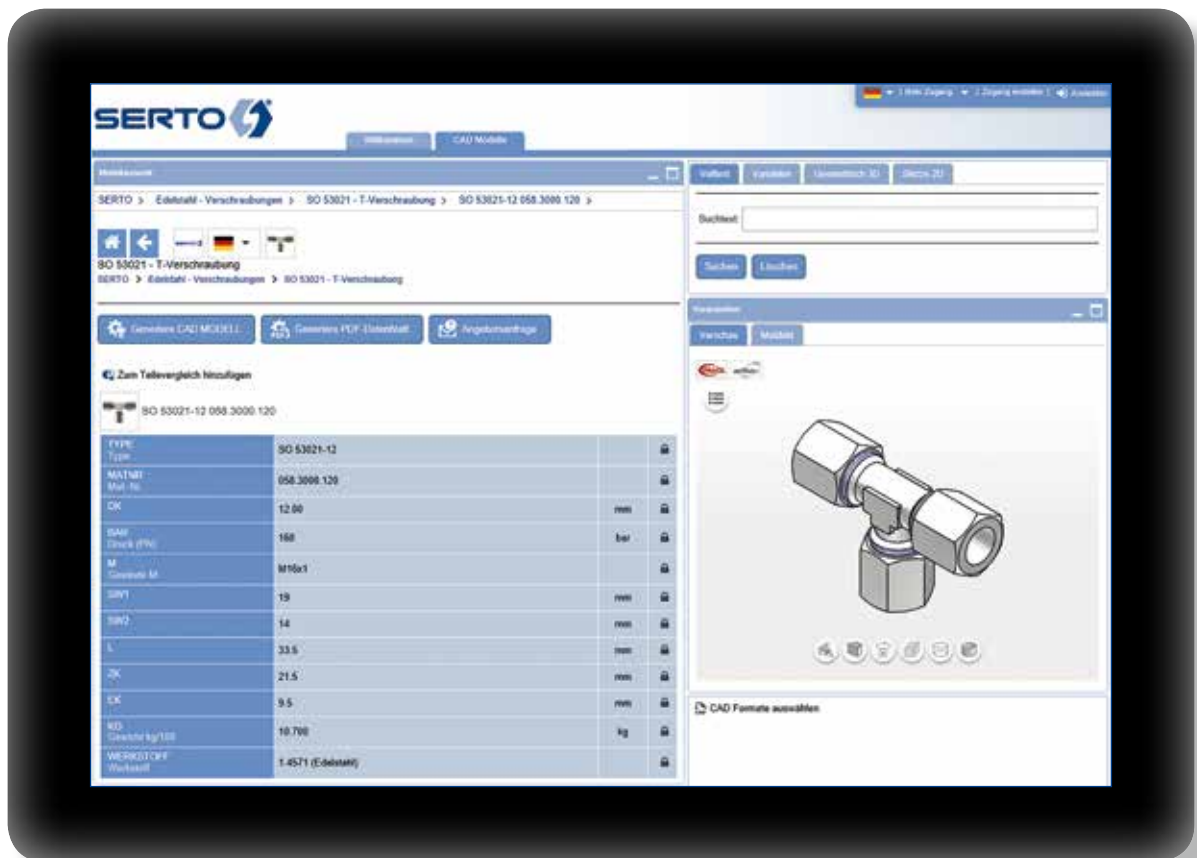 SERTO
CAD Modelle
SERTO > Edelstahl - Verschraubungen > SO 53021 - T-Verschraubung > SO 53021-12 058.3000.120 >
SO 53021 - T-Verschraubung
SERTO > Edelstahl - Verschraubungen > SO 53021 - T-Verschraubung
Generiere CAD MODELL
Generiere PDF-Datenblatt
Angebotsanfrage
Zum Teilevergleich hinzufügen
SO 53021-12 058.3000.120
TYPE
Type
SO 53021-12
MATNR
Mat.-Nr.
058.3000.120
12.00 mm
Druck (PN)
160 bar
M
Gewinde M
M16x1
SW1 19 mm
SW2 14 mm
L 33.5 mm
21.5 mm
9.5 mm
KG
Gewicht kg/100
10.700 kg
WERKSTOFF
Werkstoff
1.4571 (Edelstahl)
Volltext
Suchtext
Suchen
Löschen
Vorschau
CAD Formate auswählen